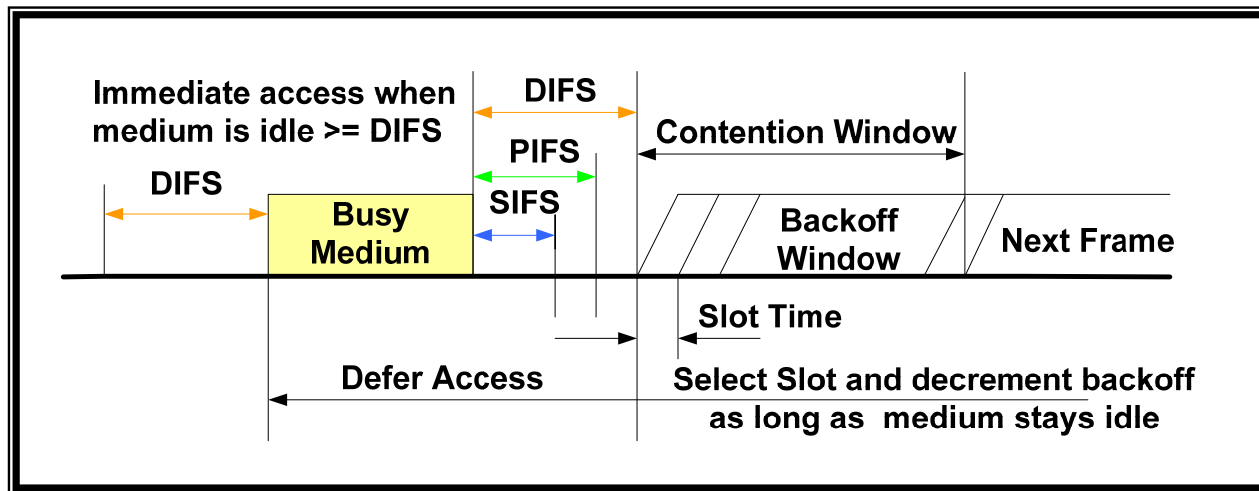 Immediate access when
medium is idle >= DIFS
DIFS
DIFS
Contention Window
PIFS
SIFS
Busy
Medium
Backoff
Window
Next Frame
Slot Time
Defer Access
Select Slot and decrement backoff
as long as medium stays idle